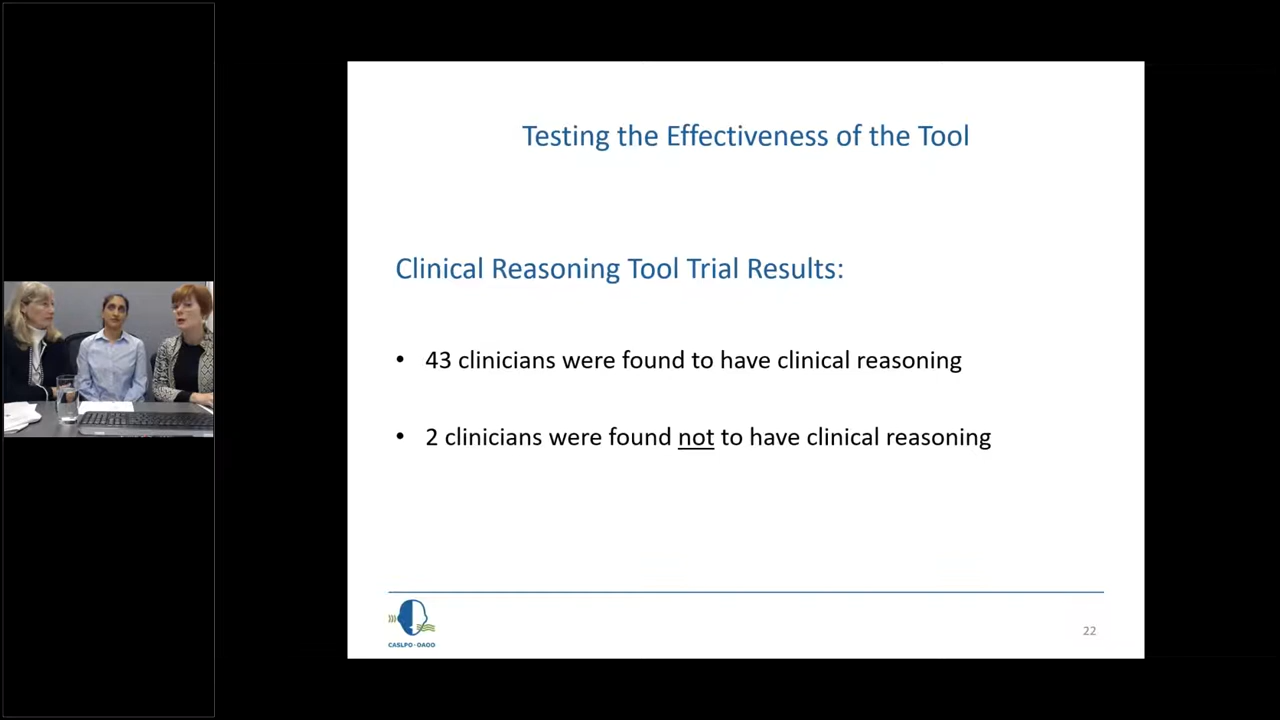 Testing the Effectiveness of the Tool
Clinical Reasoning Tool Trial Results:
• 43 clinicians were found to have clinical reasoning
• 2 clinicians were found not to have clinical reasoning
CASLPO•OAOO
22